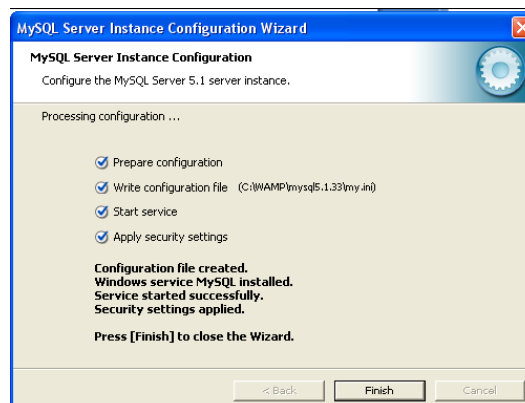 MySQL Server Instance Configuration Wizard
MySQL Server Instance Configuration
Configure the MySQL Server 5.1 server instance.
Processing configuration ...
Prepare configuration
Write configuration file (C:\WAMP\mysql5.1.33\my.ini)
Start service
Apply security settings
Configuration file created.
Windows service MySQL installed.
Service started successfully.
Security settings applied.
Press [Finish] to close the Wizard.
< Back Finish Cancel